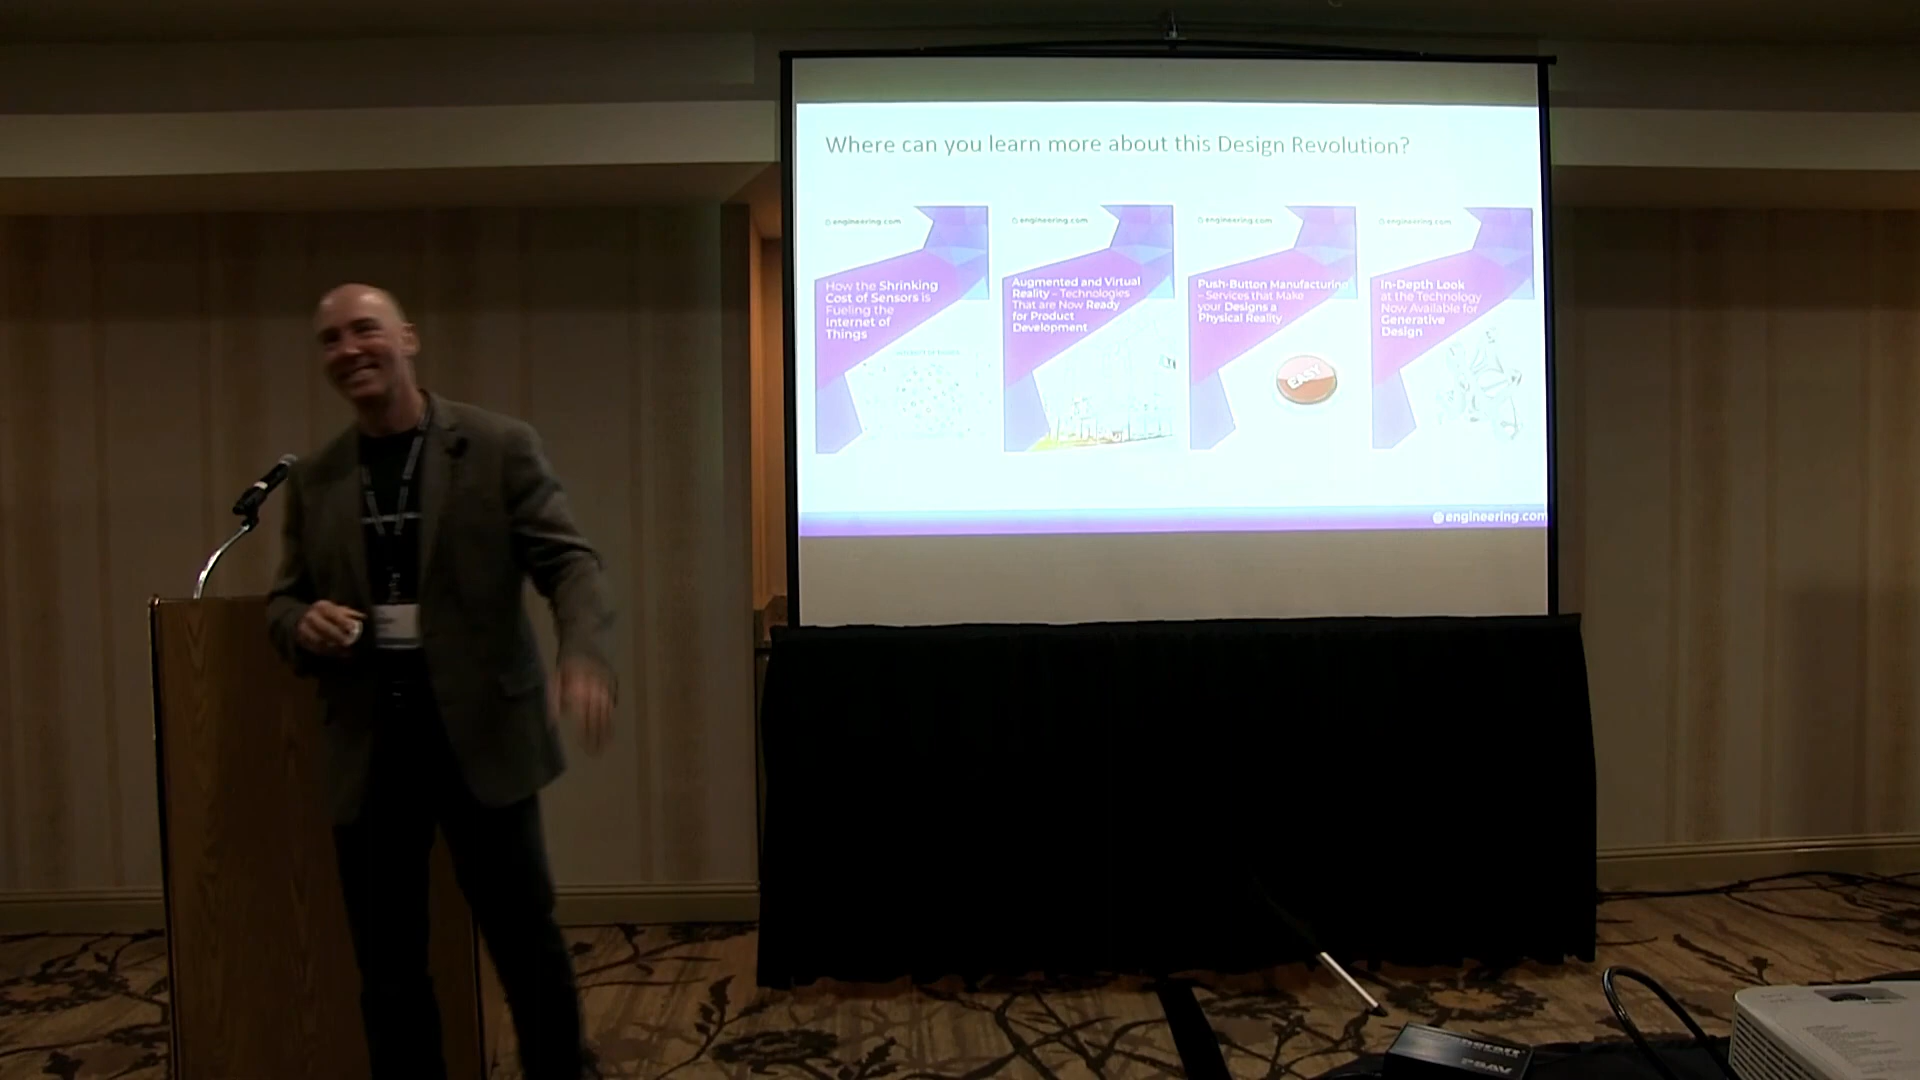 Where can you learn more about this Design Revolution?
engineering.com
How the Shrinking
Cost of Sensors is
Fueling the
Internet of
Things
engineering.com
Augmented and Virtual
Reality – Technologies
That are Now Ready
for Product
Development
engineering.com
Push-Button Manufacturing
– Services that Make
your Designs a
Physical Reality
EASY
engineering.com
In-Depth Look
at the Technology
Now Available for
Generative
Design
engineering.com
PSAV